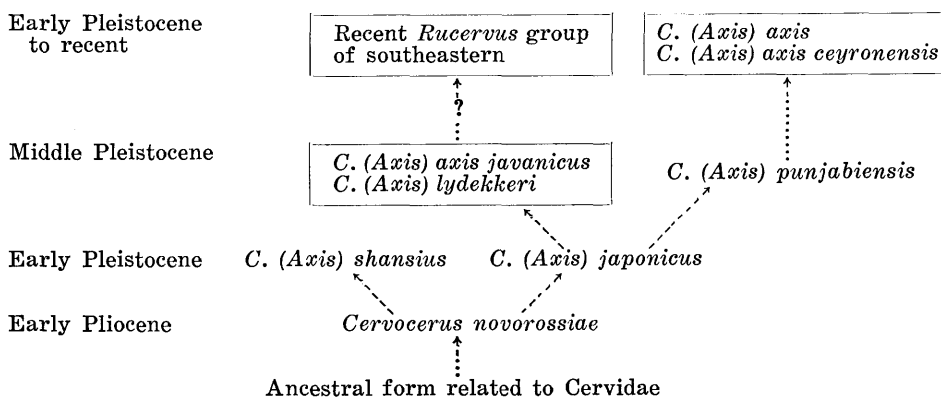 Early Pleistocene
to recent
Recent Rucervus group
of southeastern
C. (Axis) axis
C. (Axis) axis ceyronensis
?
Middle Pleistocene
C. (Axis) axis javanicus
C. (Axis) lydekkeri
C. (Axis) punjabiensis
Early Pleistocene C. (Axis) shansius C. (Axis) japonicus
Early Pliocene Cervocerus novorossiae
Ancestral form related to Cervidae